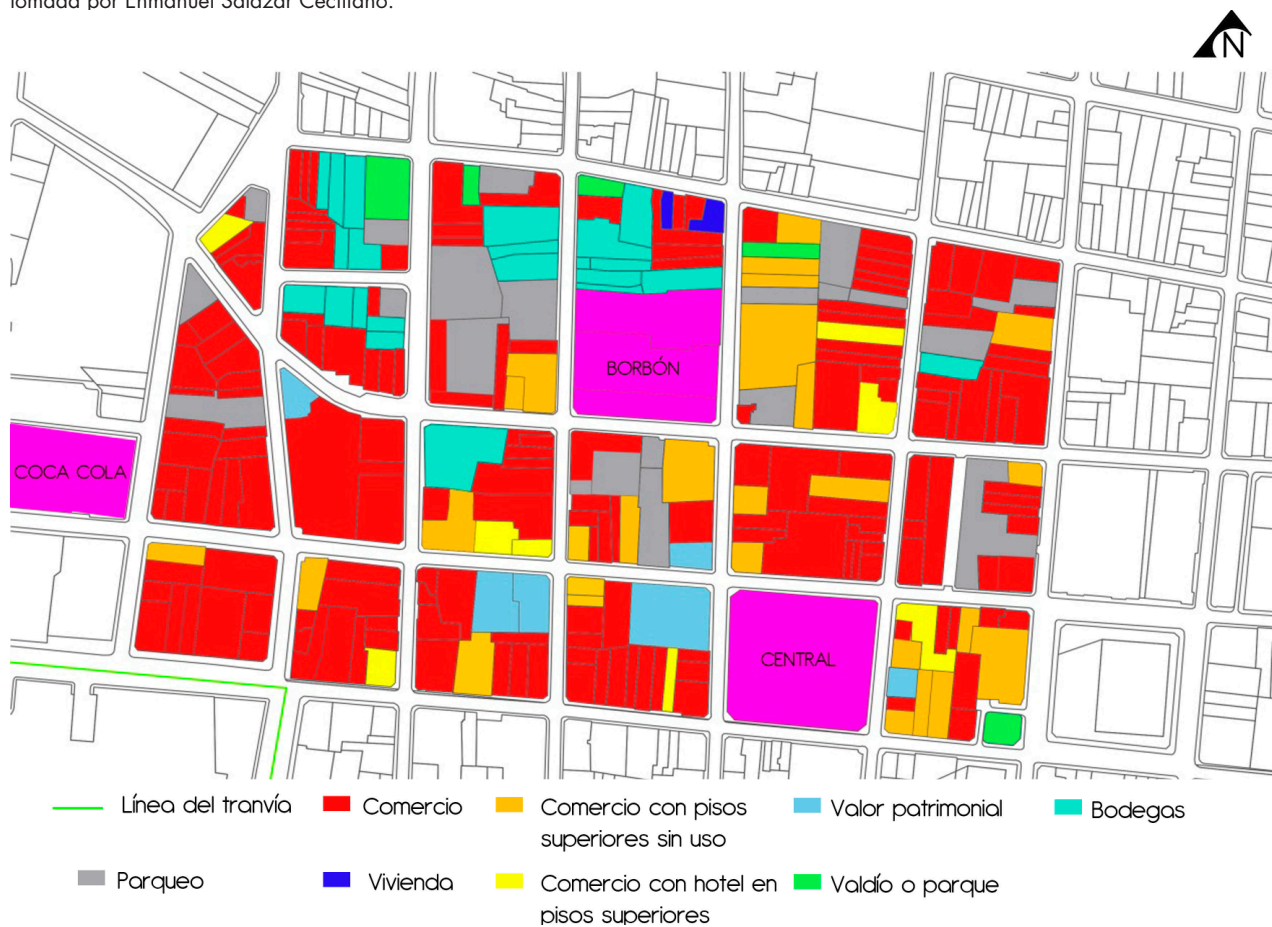 tomada por Enmanuel Salazar Ceciliano.
N
BORBÓN
COCA COLA
CENTRAL
Línea del tranvía
Comercio
Comercio con pisos
superiores sin uso
Valor patrimonial
Bodegas
Parqueo
Vivienda
Comercio con hotel en
pisos superiores
Valdío o parque